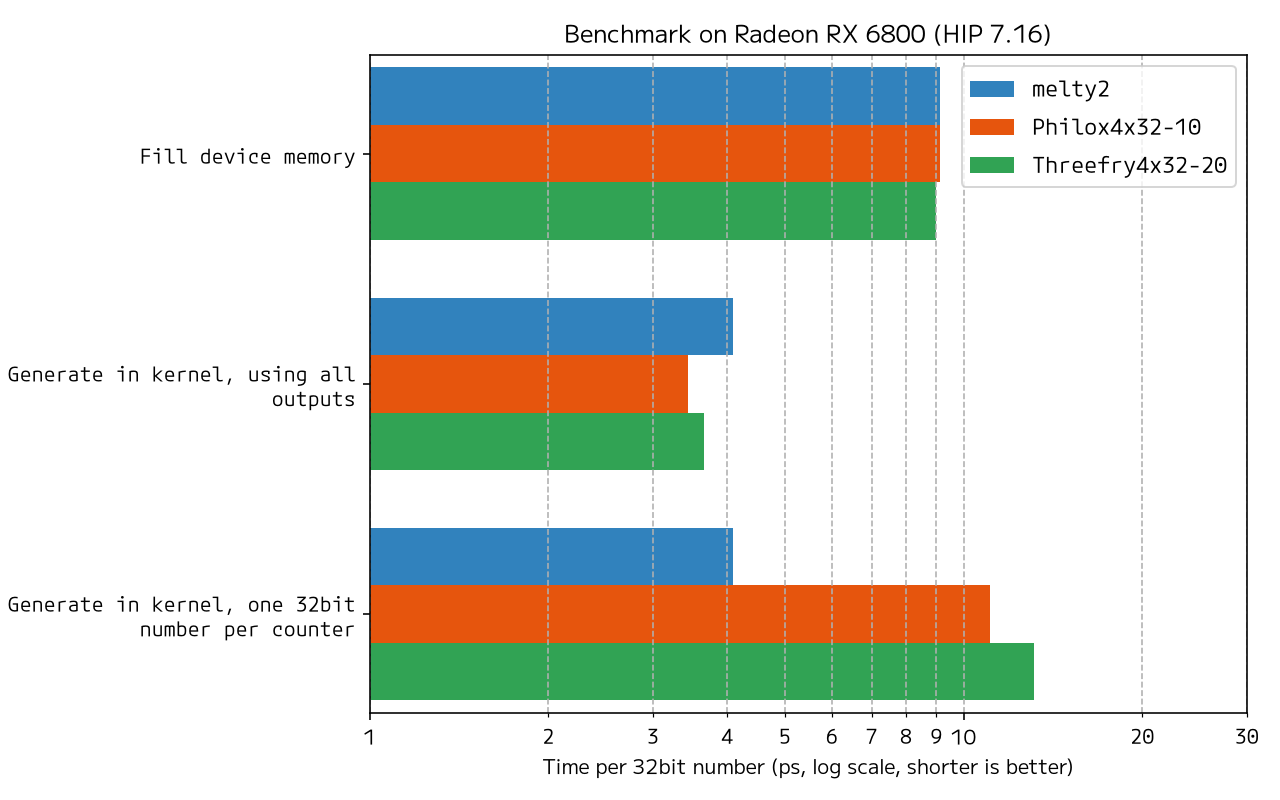 Benchmark on Radeon RX 6800 (HIP 7.16)
melty2
Philox4x32-10
Threefry4x32-20
Fill device memory
Generate in kernel, using all
outputs
Generate in kernel, one 32bit
number per counter
1 2 3 4 5 6 7 8 9 10 20 30
Time per 32bit number (ps, log scale, shorter is better)